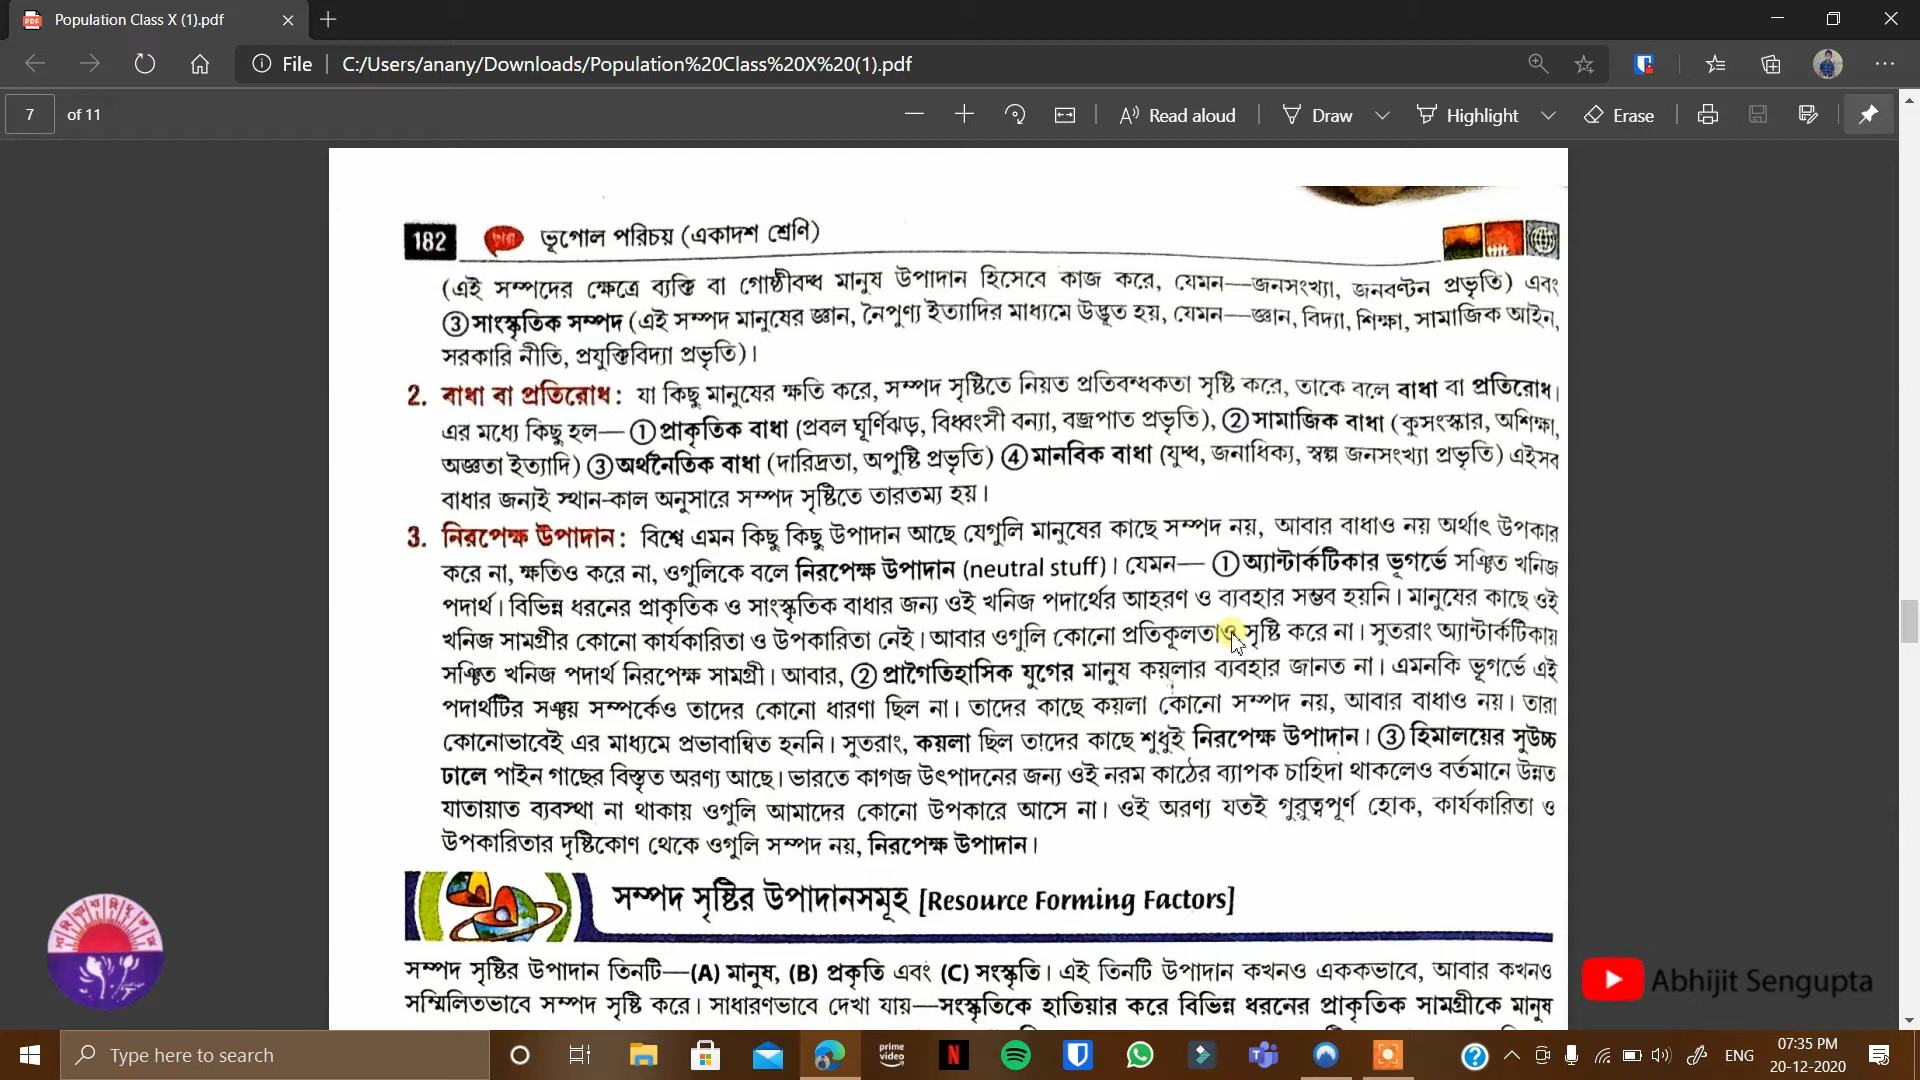 Population Class X (1).pdf
File
C:/Users/anany/Downloads/Population%20Class%20X%20(1).pdf
7 of 11
Read aloud
Draw
Highlight
Erase
182 ছায়া ভূগোল পরিচয় (একাদশ শ্রেণি)
(এই সম্পদের ক্ষেত্রে ব্যক্তি বা গোষ্ঠীবদ্ধ মানুষ উপাদান হিসেবে কাজ করে, যেমন—জনসংখ্যা, জনবণ্টন প্রভৃতি) এবং
③সাংস্কৃতিক সম্পদ (এই সম্পদ মানুষের জ্ঞান, নৈপুণ্য ইত্যাদির মাধ্যমে উদ্ভূত হয়, যেমন—জ্ঞান, বিদ্যা, শিক্ষা, সামাজিক আইন,
সরকারি নীতি, প্রযুক্তিবিদ্যা প্রভৃতি)।
2. বাধা বা প্রতিরোধ: যা কিছু মানুষের ক্ষতি করে, সম্পদ সৃষ্টিতে নিয়ত প্রতিবন্ধকতা সৃষ্টি করে, তাকে বলে বাধা বা প্রতিরোধ।
এর মধ্যে কিছু হল— ①প্রাকৃতিক বাধা (প্রবল ঘূর্ণিঝড়, বিধ্বংসী বন্যা, বজ্রপাত প্রভৃতি), ②সামাজিক বাধা (কুসংস্কার, অশিক্ষা,
অজ্ঞতা ইত্যাদি) ③অর্থনৈতিক বাধা (দারিদ্রতা, অপুষ্টি প্রভৃতি) ④মানবিক বাধা (যুদ্ধ, জনাধিক্য, স্বল্প জনসংখ্যা প্রভৃতি) এইসব
বাধার জন্যই স্থান-কাল অনুসারে সম্পদ সৃষ্টিতে তারতম্য হয়।
3. নিরপেক্ষ উপাদান: বিশ্বে এমন কিছু কিছু উপাদান আছে যেগুলি মানুষের কাছে সম্পদ নয়, আবার বাধাও নয় অর্থাৎ উপকার
করে না, ক্ষতিও করে না, ওগুলিকে বলে নিরপেক্ষ উপাদান (neutral stuff)। যেমন— ①অ্যান্টার্কটিকার ভূগর্ভে সঞ্চিত খনিজ
পদার্থ। বিভিন্ন ধরনের প্রাকৃতিক ও সাংস্কৃতিক বাধার জন্য ওই খনিজ পদার্থের আহরণ ও ব্যবহার সম্ভব হয়নি। মানুষের কাছে ওই
খনিজ সামগ্রীর কোনো কার্যকারিতা ও উপকারিতা নেই। আবার ওগুলি কোনো প্রতিকূলতাও সৃষ্টি করে না। সুতরাং অ্যান্টার্কটিকায়
সঞ্চিত খনিজ পদার্থ নিরপেক্ষ সামগ্রী। আবার, ②প্রাগৈতিহাসিক যুগের মানুষ কয়লার ব্যবহার জানত না। এমনকি ভূগর্ভে এই
পদার্থটির সঞ্চয় সম্পর্কেও তাদের কোনো ধারণা ছিল না। তাদের কাছে কয়লা কোনো সম্পদ নয়, আবার বাধাও নয়। তারা
কোনোভাবেই এর মাধ্যমে প্রভাবান্বিত হননি। সুতরাং, কয়লা ছিল তাদের কাছে শুধুই নিরপেক্ষ উপাদান। ③হিমালয়ের সুউচ্চ
ঢালে পাইন গাছের বিস্তৃত অরণ্য আছে। ভারতে কাগজ উৎপাদনের জন্য ওই নরম কাঠের ব্যাপক চাহিদা থাকলেও বর্তমানে উন্নত
যাতায়াত ব্যবস্থা না থাকায় ওগুলি আমাদের কোনো উপকারে আসে না। ওই অরণ্য যতই গুরুত্বপূর্ণ হোক, কার্যকারিতা ও
উপকারিতার দৃষ্টিকোণ থেকে ওগুলি সম্পদ নয়, নিরপেক্ষ উপাদান।
সম্পদ সৃষ্টির উপাদানসমূহ [Resource Forming Factors]
সম্পদ সৃষ্টির উপাদান তিনটি—(A) মানুষ, (B) প্রকৃতি এবং (C) সংস্কৃতি। এই তিনটি উপাদান কখনও এককভাবে, আবার কখনও
সম্মিলিতভাবে সম্পদ সৃষ্টি করে। সাধারণভাবে দেখা যায়—সংস্কৃতিকে হাতিয়ার করে বিভিন্ন ধরনের প্রাকৃতিক সামগ্রীকে মানুষ
Abhijit Sengupta
Type here to search
prime video
ENG
07:35 PM
20-12-2020